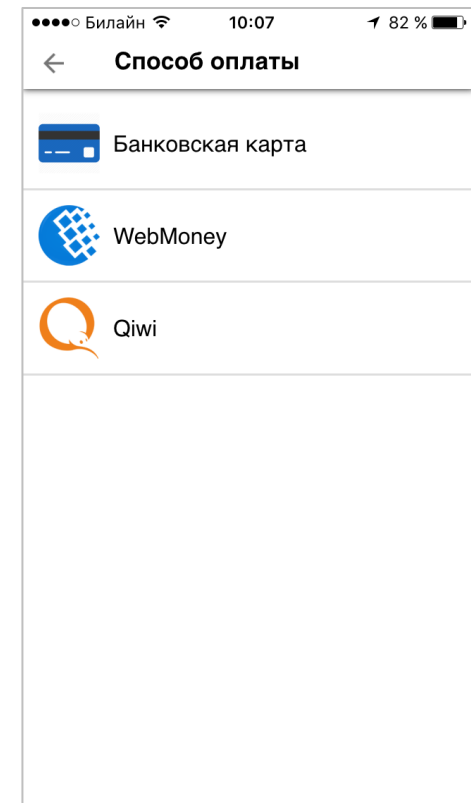 Билайн 10:07 82 %
Способ оплаты
Банковская карта
WebMoney
Qiwi